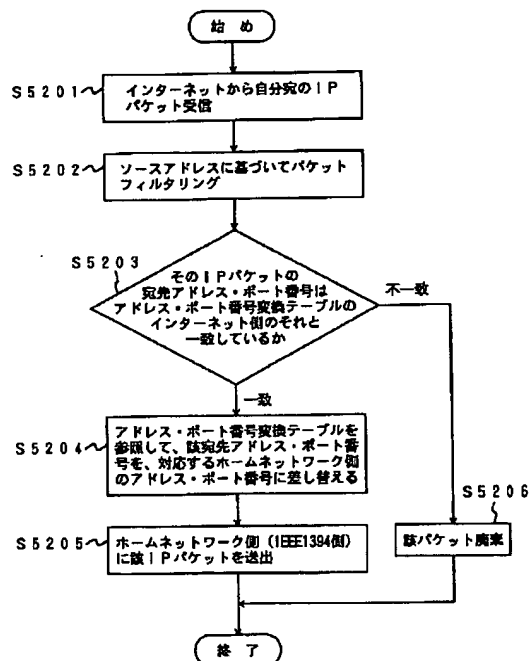 始め
S5201
インターネットから自分宛のIP
パケット受信
S5202
ソースアドレスに基づいてパケット
フィルタリング
S5203
そのIPパケットの
宛先アドレス・ポート番号は
アドレス・ポート番号変換テーブルの
インターネット側のそれと
一致しているか
不一致
一致
S5204
アドレス・ポート番号変換テーブルを
参照して、該宛先アドレス・ポート番
号を、対応するホームネットワーク側
のアドレス・ポート番号に差し替える
S5206
該パケット廃棄
S5205
ホームネットワーク側(IEEE1394側)
に該IPパケットを送出
終了